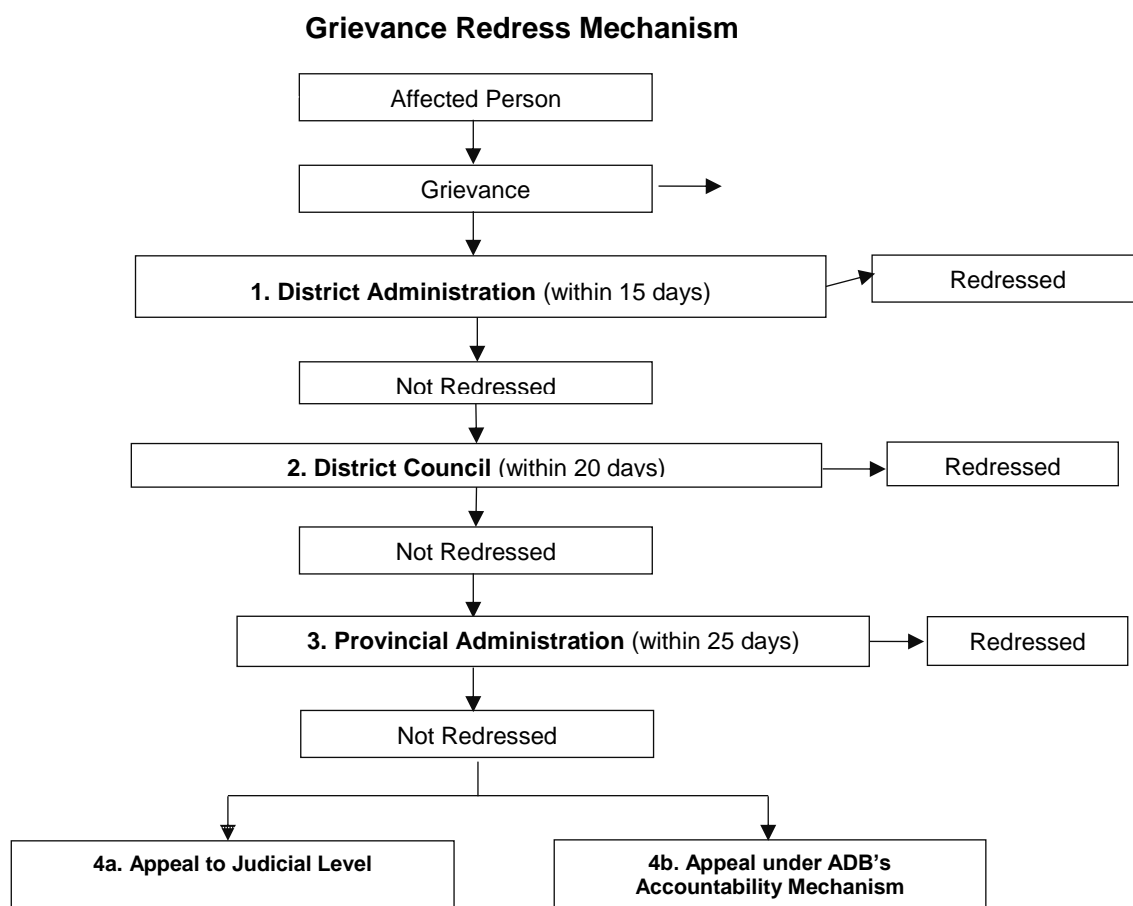 Grievance Redress Mechanism
Affected Person
Grievance
1. District Administration (within 15 days)
Redressed
Not Redressed
2. District Council (within 20 days)
Redressed
Not Redressed
3. Provincial Administration (within 25 days)
Redressed
Not Redressed
4a. Appeal to Judicial Level
4b. Appeal under ADB's
Accountability Mechanism